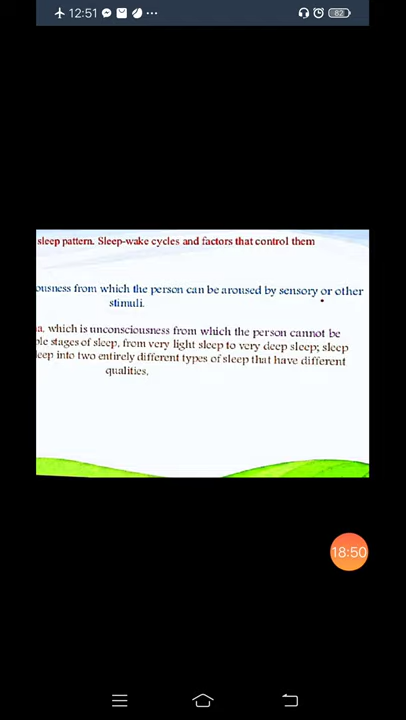 12:51
82
sleep pattern. Sleep-wake cycles and factors that control them
ousness from which the person can be aroused by sensory or other
stimuli.
a, which is unconsciousness from which the person cannot be
ple stages of sleep, from very light sleep to very deep sleep; sleep
eep into two entirely different types of sleep that have different
qualities.
18:50